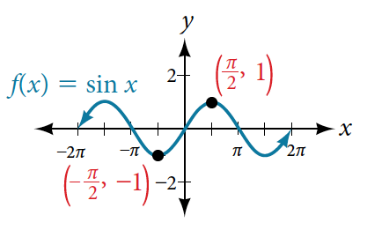 y
f(x) = sin x
2
(π/2, 1)
x
−2π
−π
π
2π
(−π/2, −1)
−2